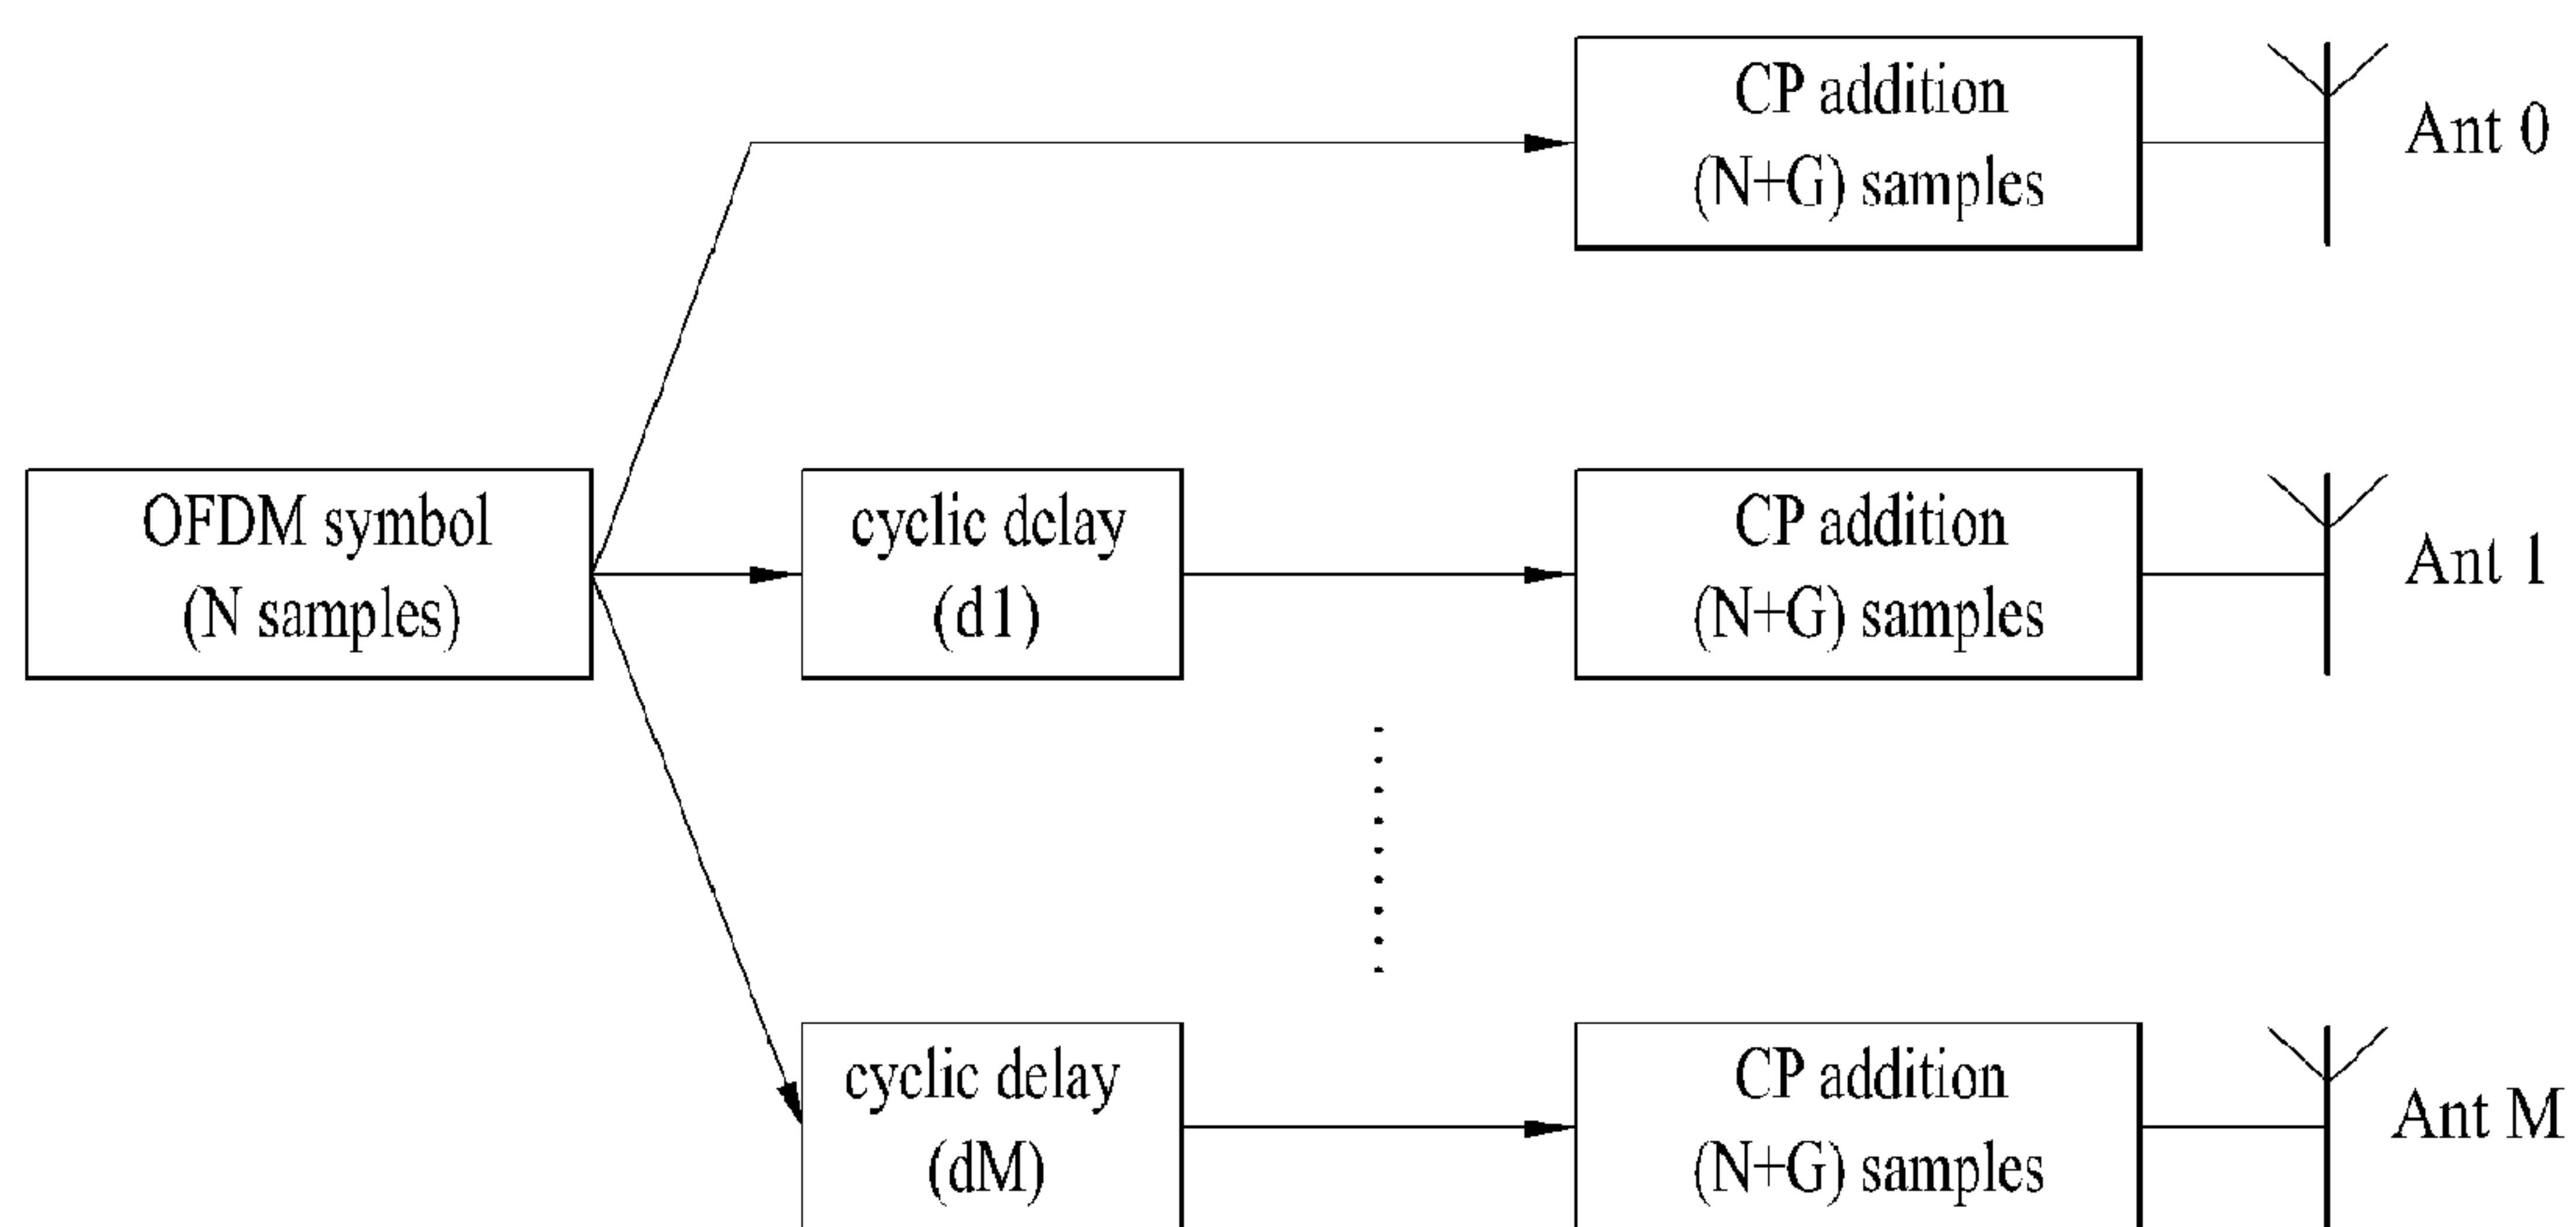 CP addition
(N+G) samples
Ant 0
OFDM symbol
(N samples)
cyclic delay
(d1)
CP addition
(N+G) samples
Ant 1
cyclic delay
(dM)
CP addition
(N+G) samples
Ant M